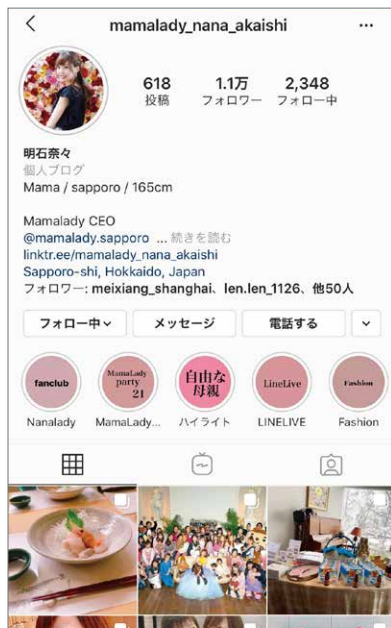 mamalady_nana_akaishi
618 1.1万 2,348
投稿 フォロワー フォロー中
明石奈々
個人ブログ
Mama / sapporo / 165cm
Mamalady CEO
@mamalady.sapporo ... 続きを読む
linktr.ee/mamalady_nana_akaishi
Sapporo-shi, Hokkaido, Japan
フォロワー: meixiang_shanghai、len.len_1126、他50人
フォロー中 メッセージ 電話する
fanclub
MamaLady
party
21
自由な
母親
LineLive
Fashion
Nanalady MamaLady... ハイライト LINELIVE Fashion